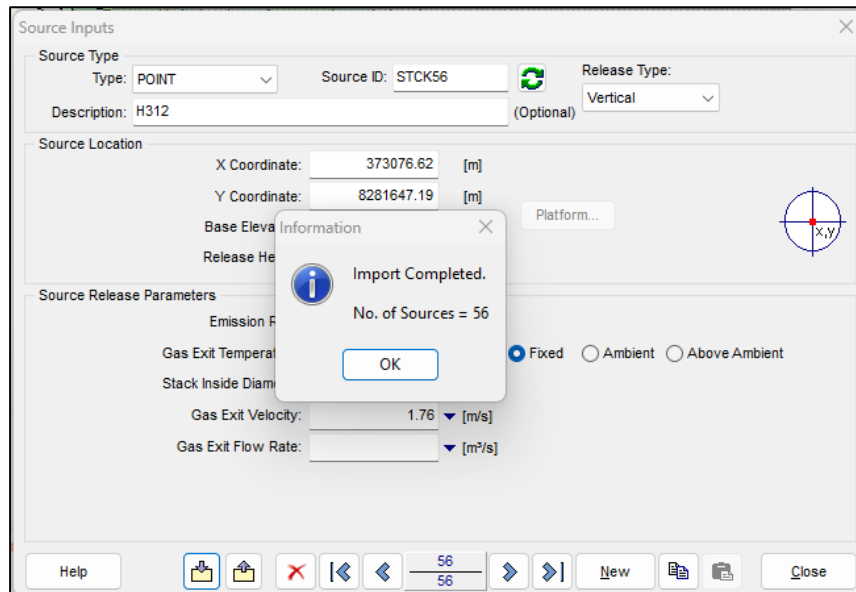 Source Inputs
Source Type
Type: POINT
Source ID: STCK56
Release Type:
Vertical
Description: H312
(Optional)
Source Location
X Coordinate: 373076.62 [m]
Y Coordinate: 8281647.19 [m]
Base Eleva
Platform...
Release He
x,y
Information
Import Completed.
No. of Sources = 56
OK
Source Release Parameters
Emission R
Gas Exit Temperat
Fixed Ambient Above Ambient
Stack Inside Diam
Gas Exit Velocity: 1.76 [m/s]
Gas Exit Flow Rate: [m³/s]
Help
56
56
New
Close